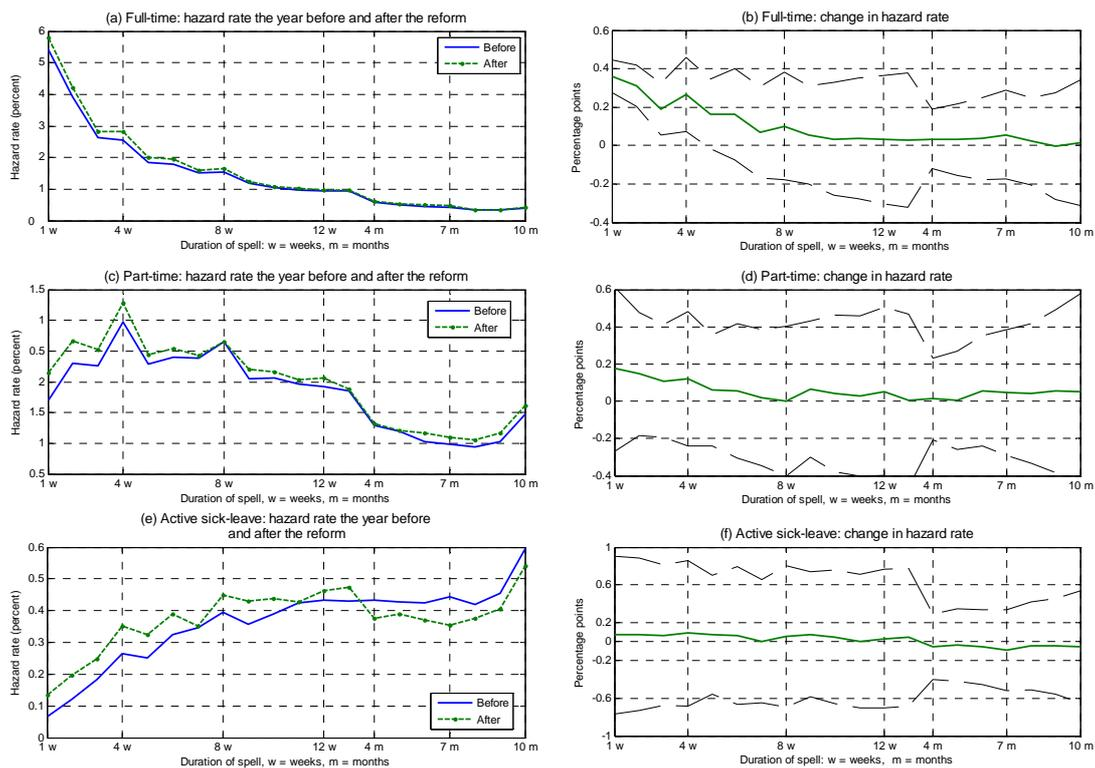 (a) Full-time: hazard rate the year before and after the reform
6
5
4
3
2
1
0
Hazard rate (percent)
Before
After
1 w 4 w 8 w 12 w 4 m 7 m 10 m
Duration of spell: w = weeks, m = months
(b) Full-time: change in hazard rate
0.6
0.4
0.2
0
-0.2
-0.4
Percentage points
1 w 4 w 8 w 12 w 4 m 7 m 10 m
Duration of spell, w = weeks, m = months
(c) Part-time: hazard rate the year before and after the reform
1.5
1
0.5
2
1.5
1
0.5
Hazard rate (percent)
Before
After
1 w 4 w 8 w 12 w 4 m 7 m 10 m
Duration of spell, w = weeks, m = months
(d) Part-time: change in hazard rate
0.6
0.4
0.2
0
-0.2
-0.4
Percentage points
1 w 4 w 8 w 12 w 4 m 7 m 10 m
Duration of spell, w = weeks, m = months
(e) Active sick-leave: hazard rate the year before
and after the reform
0.6
0.5
0.4
0.3
0.2
0.1
0
Hazard rate (percent)
Before
After
1 w 4 w 8 w 12 w 4 m 7 m 10 m
Duration of spell, w = weeks, m = months
(f) Active sick-leave: change in hazard rate
1
0.6
0.2
0
-0.2
-0.6
-1
Percentage points
1 w 4 w 8 w 12 w 4 m 7 m 10 m
Duration of spell: w = weeks, m = months